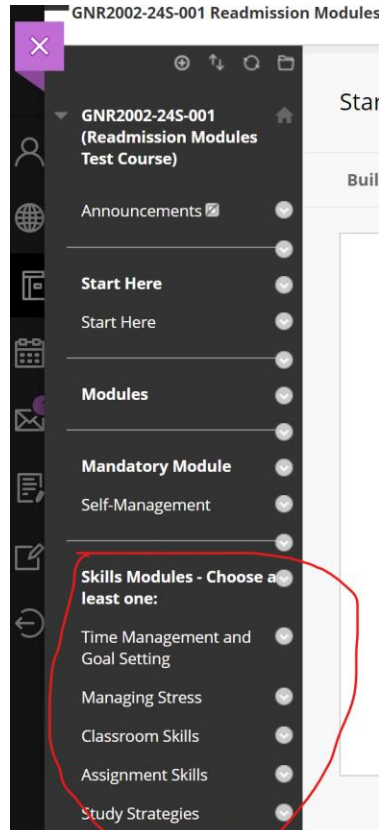 GNR2002-24S-001 Readmission Modules
GNR2002-24S-001
(Readmission Modules
Test Course)
Announcements
Start Here
Start Here
Modules
Mandatory Module
Self-Management
Skills Modules - Choose a
least one:
Time Management and
Goal Setting
Managing Stress
Classroom Skills
Assignment Skills
Study Strategies
Star
Buil